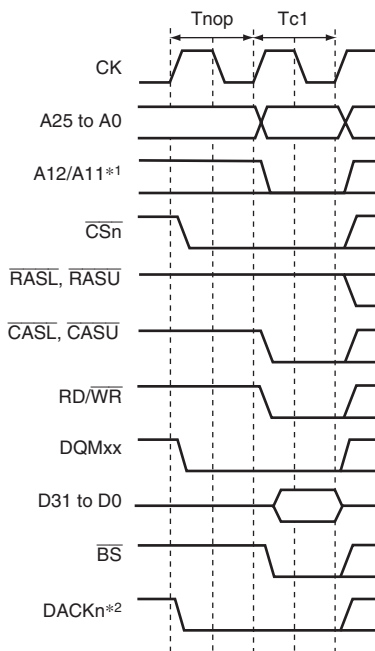 Tnop Tc1
CK
A25 to A0
A12/A11*1
CSn
RASL, RASU
CASL, CASU
RD/WR
DQMxx
D31 to D0
BS
DACKn*2